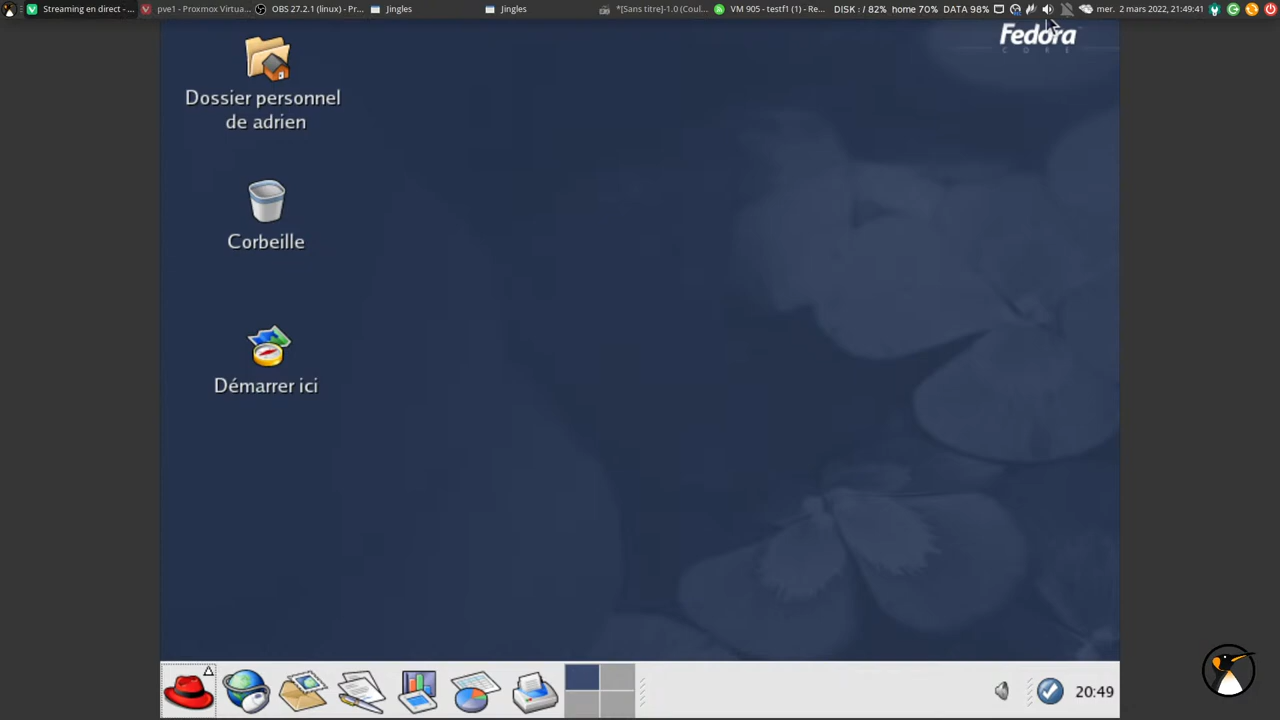 Streaming en direct - ...
pve1 - Proxmox Virtua...
OBS 27.2.1 (linux) - Pr...
Jingles
Jingles
*[Sans titre]-1.0 (Coul...
VM 905 - testf1 (1) - Re...
DISK : / 82% home 70% DATA 98%
mer. 2 mars 2022, 21:49:41
Fedora
CORE
Dossier personnel
de adrien
Corbeille
Démarrer ici
20:49